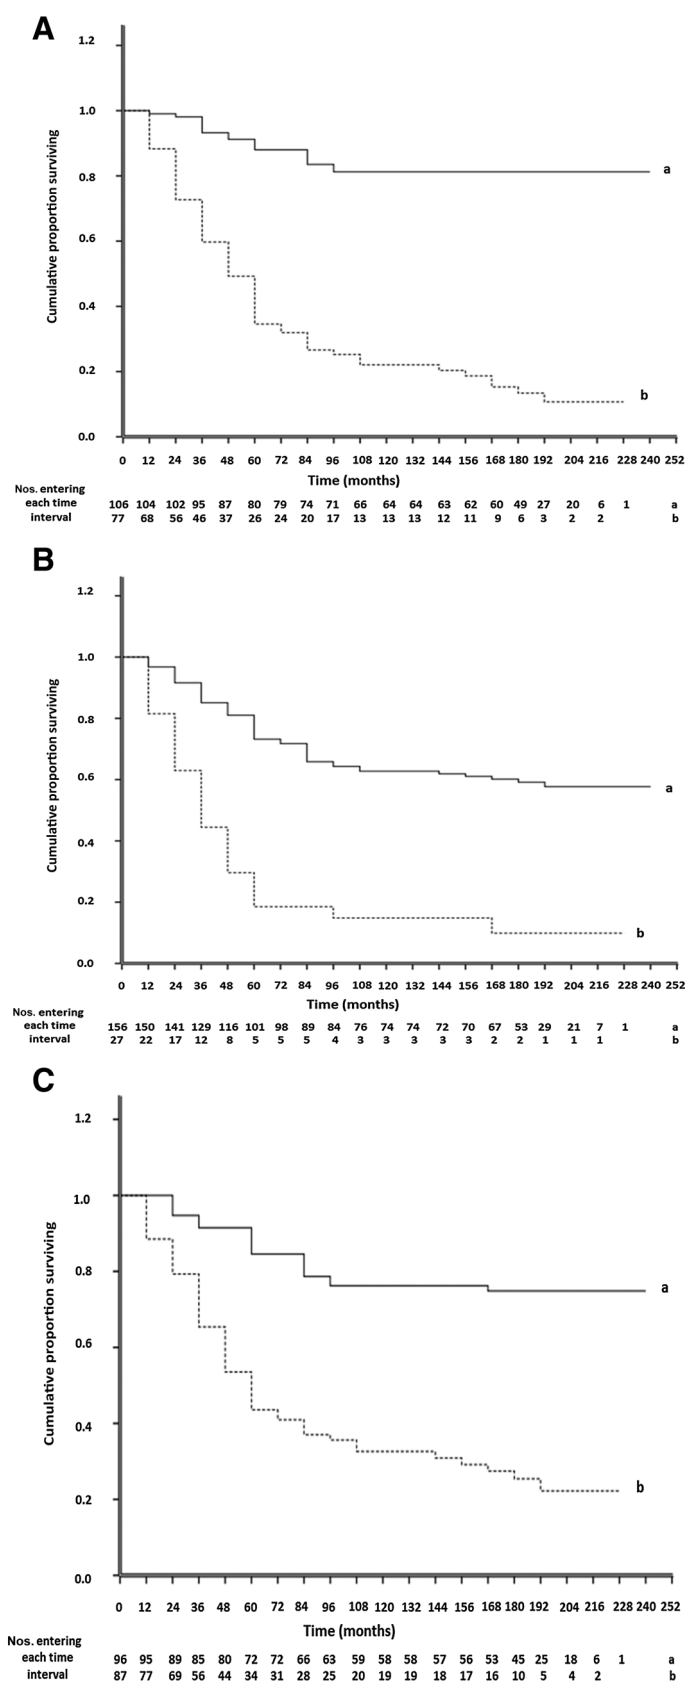 A
1.2
1.0
0.8
0.6
0.4
0.2
0.0
Cumulative proportion surviving
a
b
0 12 24 36 48 60 72 84 96 108 120 132 144 156 168 180 192 204 216 228 240 252
Time (months)
Nos. entering
each time 106 104 102 95 87 80 79 74 71 66 64 64 63 62 60 49 27 20 6 1 a
interval 77 68 56 46 37 26 24 20 17 13 13 13 12 11 9 6 3 2 2 b
B
1.2
1.0
0.8
0.6
0.4
0.2
0.0
Cumulative proportion surviving
a
b
0 12 24 36 48 60 72 84 96 108 120 132 144 156 168 180 192 204 216 228 240 252
Time (months)
Nos. entering
each time 156 150 141 129 116 101 98 89 84 76 74 74 72 70 67 53 29 21 7 1 a
interval 27 22 17 12 8 5 5 5 4 3 3 3 3 3 2 2 1 1 1 b
C
1.2
1.0
0.8
0.6
0.4
0.2
0.0
Cumulative proportion surviving
a
b
0 12 24 36 48 60 72 84 96 108 120 132 144 156 168 180 192 204 216 228 240 252
Time (months)
Nos. entering
each time 96 95 89 85 80 72 72 66 63 59 58 58 57 56 53 45 25 18 6 1 a
interval 87 77 69 56 44 34 31 28 25 20 19 19 18 17 16 10 5 4 2 b